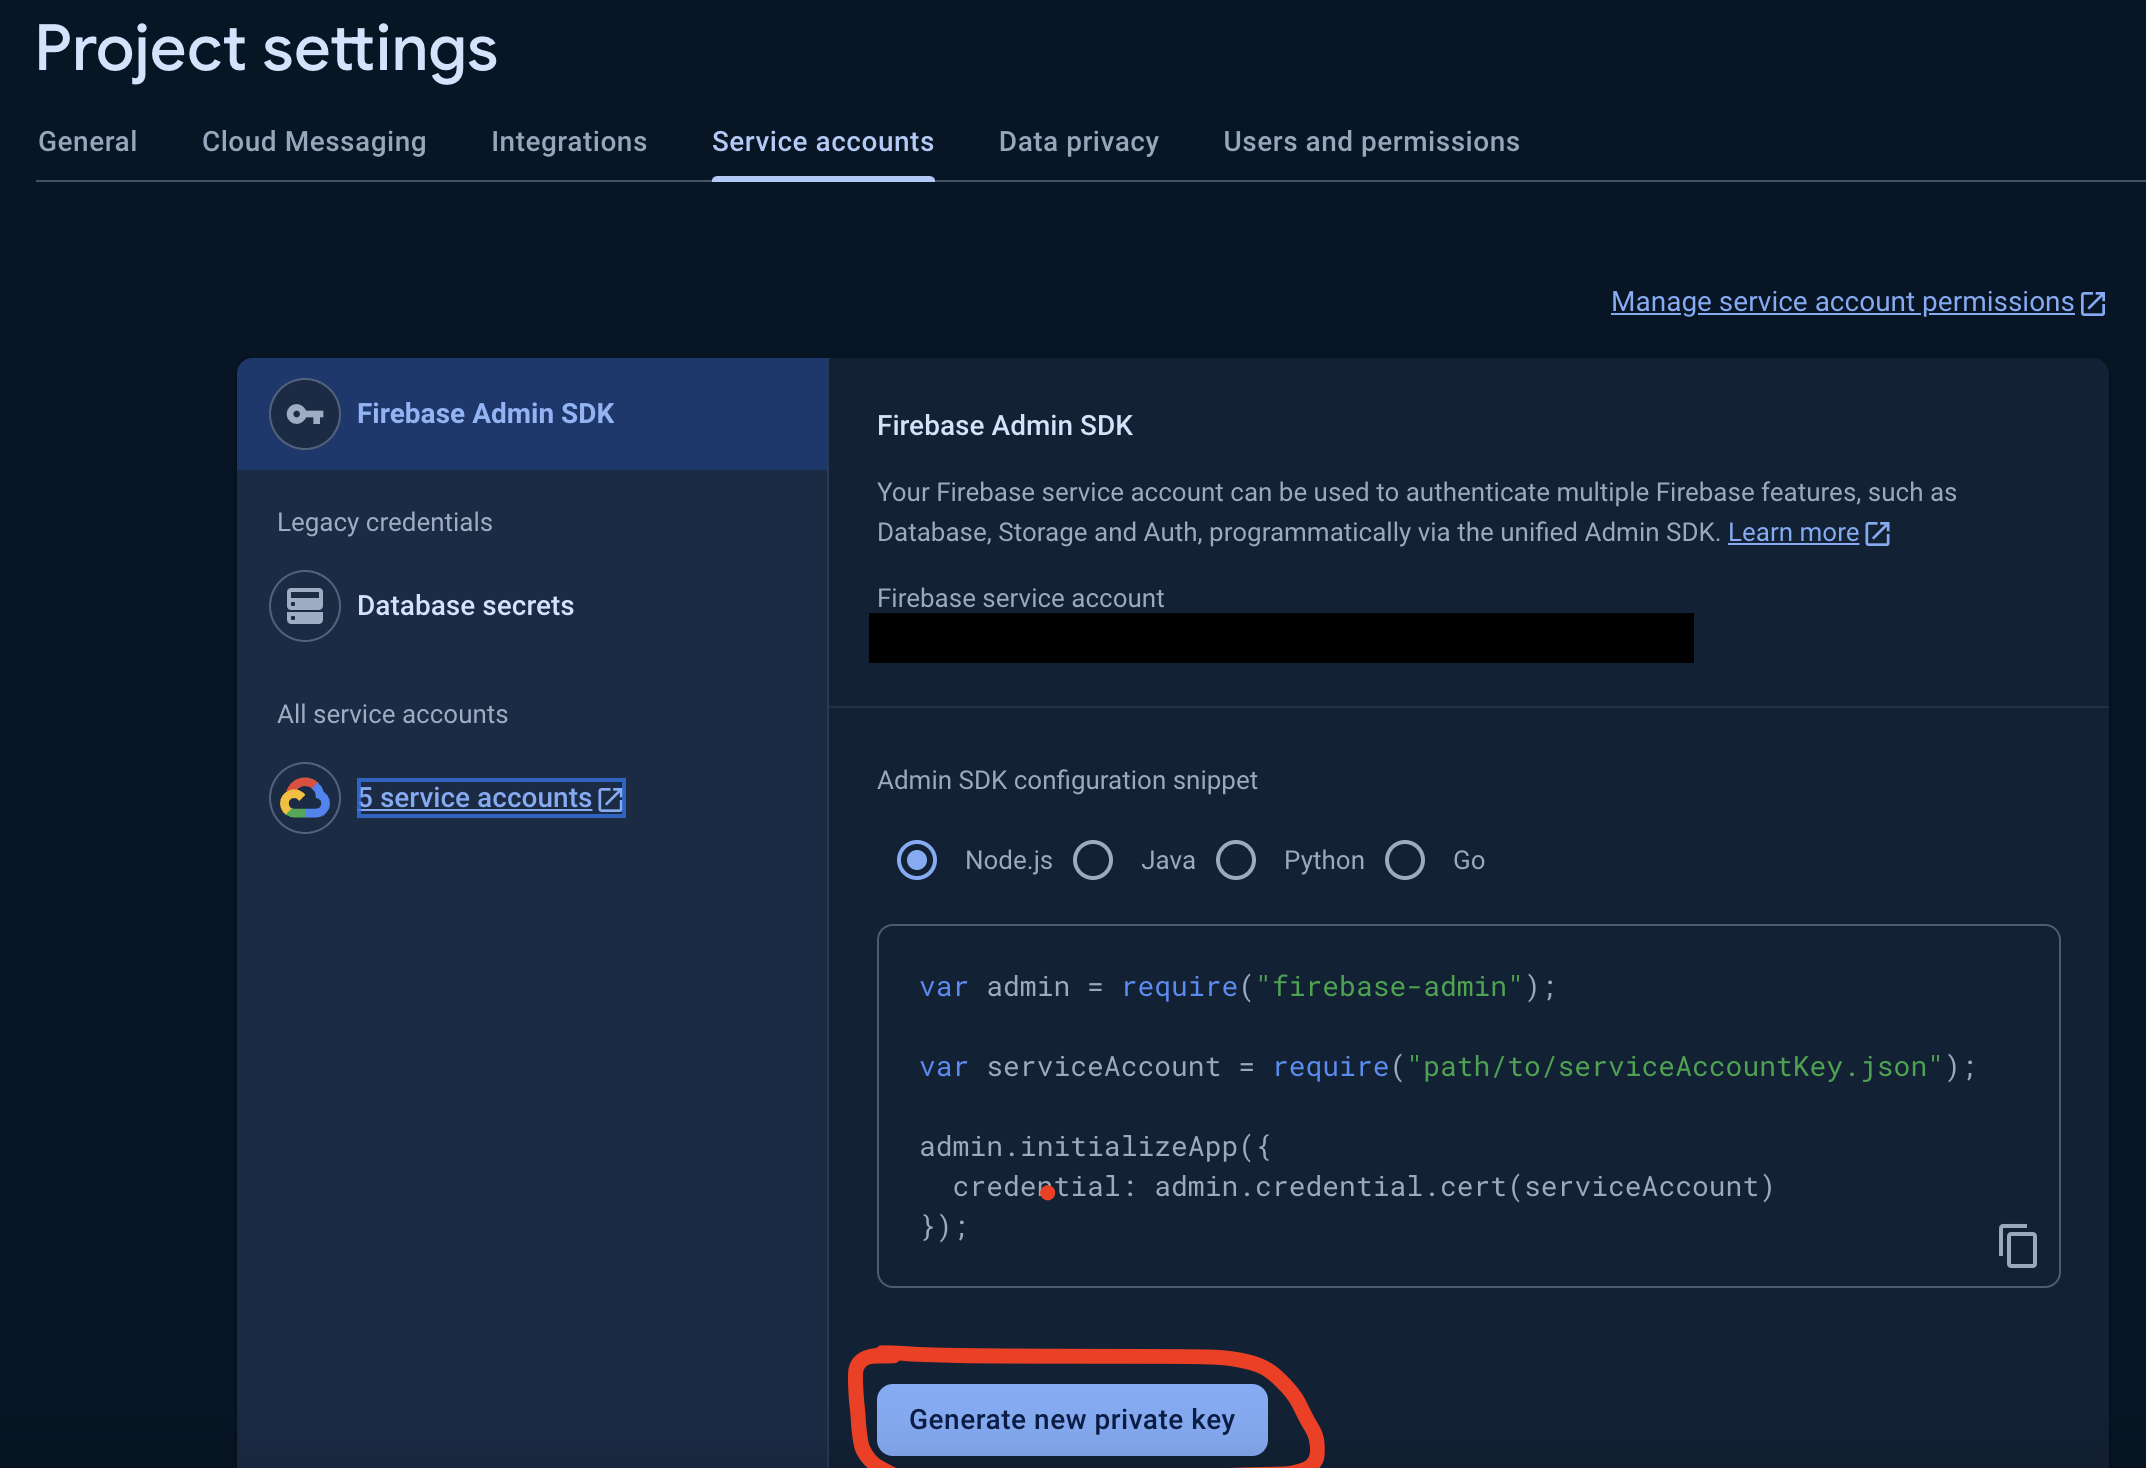 Project settings
General
Cloud Messaging
Integrations
Service accounts
Data privacy
Users and permissions
Manage service account permissions
Firebase Admin SDK
Legacy credentials
Database secrets
All service accounts
5 service accounts
Firebase Admin SDK
Your Firebase service account can be used to authenticate multiple Firebase features, such as
Database, Storage and Auth, programmatically via the unified Admin SDK. Learn more
Firebase service account
Admin SDK configuration snippet
Node.js
Java
Python
Go
var admin = require("firebase-admin");
var serviceAccount = require("path/to/serviceAccountKey.json");
admin.initializeApp({
  credential: admin.credential.cert(serviceAccount)
});
Generate new private key